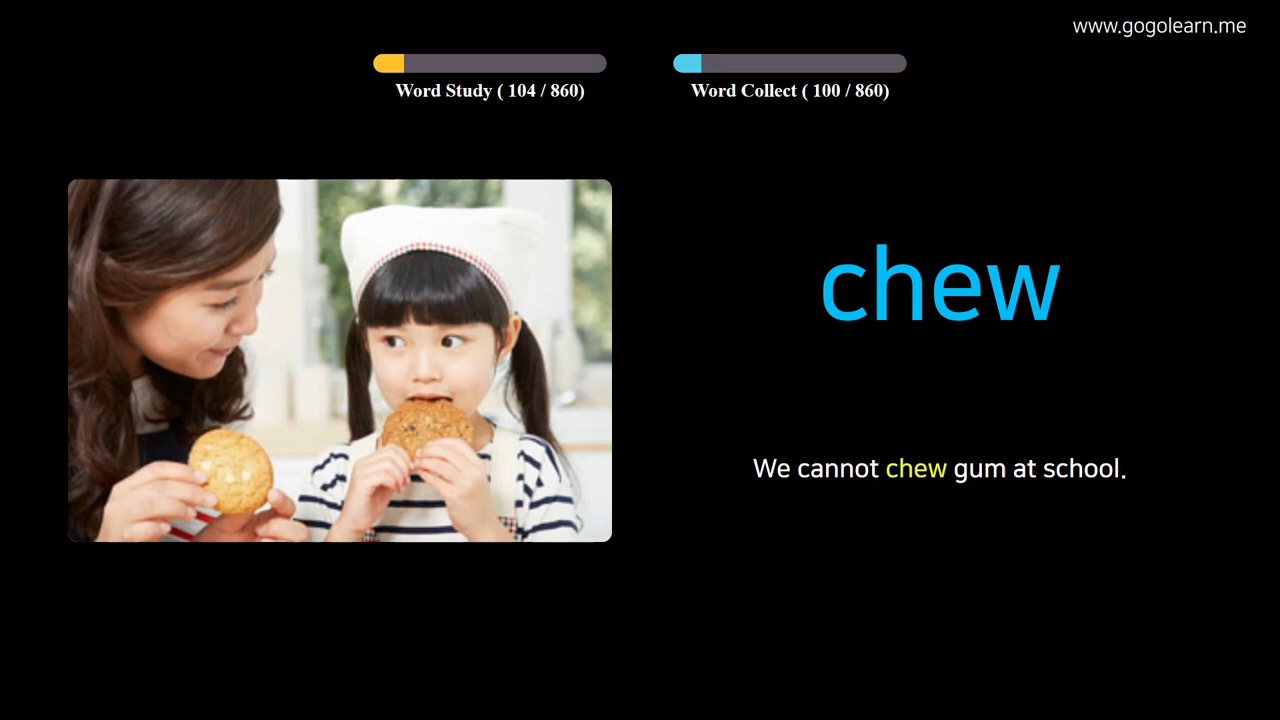 www.gogolearn.me
Word Study ( 104 / 860)
Word Collect ( 100 / 860)
chew
We cannot chew gum at school.